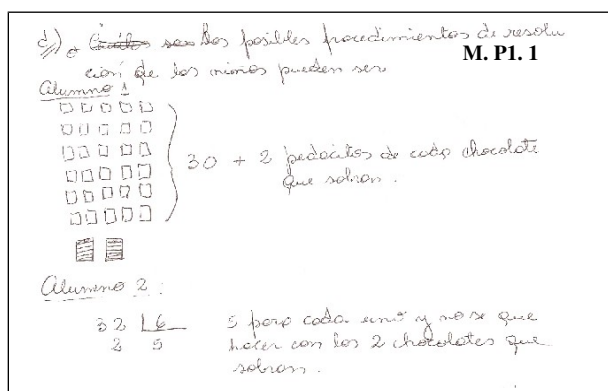 d) Cuáles son los posibles procedimientos de resolu
M. P1. 1
ción de los mismos pueden ser
Alumno 1
30 + 2 pedacitos de cada chocolate
que sobran.
Alumno 2:
32 6 5 para cada uno y no se que
2 5 hacer con los 2 chocolates que
sobran.